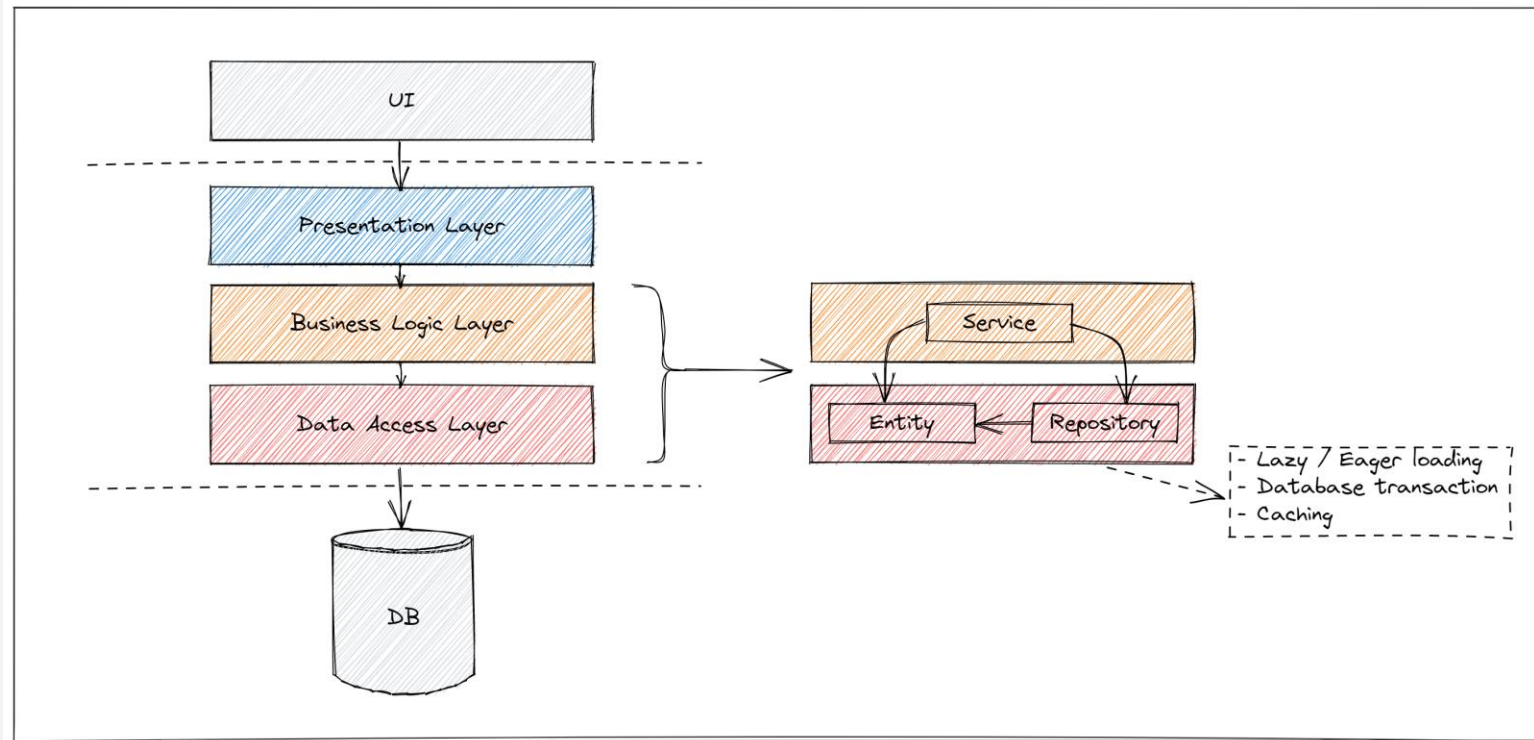 UI
Presentation Layer
Business Logic Layer
Data Access Layer
DB
Service
Entity
Repository
- Lazy / Eager loading
- Database transaction
- Caching